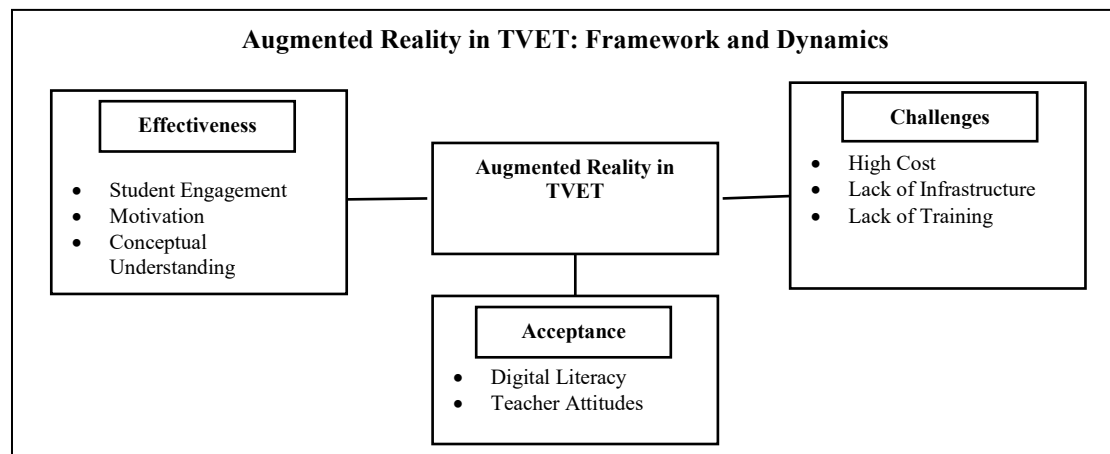 Augmented Reality in TVET: Framework and Dynamics
Effectiveness
• Student Engagement
• Motivation
• Conceptual
Understanding
Augmented Reality in
TVET
Challenges
• High Cost
• Lack of Infrastructure
• Lack of Training
Acceptance
• Digital Literacy
• Teacher Attitudes